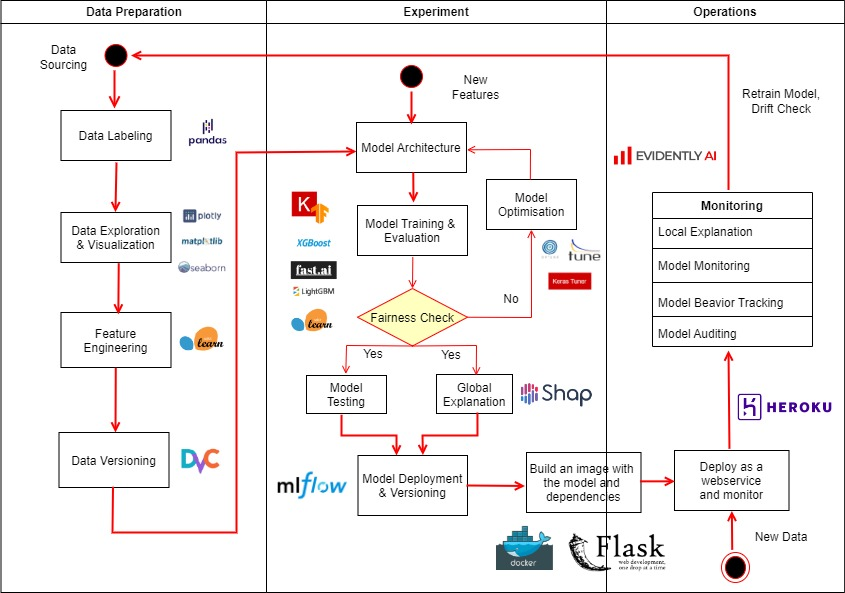 Data Preparation
Experiment
Operations
Data
Sourcing
New
Features
Retrain Model,
Drift Check
Data Labeling
pandas
Model Architecture
EVIDENTLY AI
Data Exploration
& Visualization
plotly
matplotlib
seaborn
K
XGBoost
fast.ai
LightGBM
learn
Model Training &
Evaluation
Model
Optimisation
tune
Keras Tuner
Monitoring
Local Explanation
Model Monitoring
Model Beavior Tracking
Model Auditing
Fairness Check
No
Yes
Yes
Feature
Engineering
learn
Model
Testing
Global
Explanation
Shap
HEROKU
Data Versioning
DVC
mlflow
Model Deployment
& Versioning
Build an image with
the model and
dependencies
Deploy as a
webservice
and monitor
docker
Flask
web development,
one drop at a time
New Data